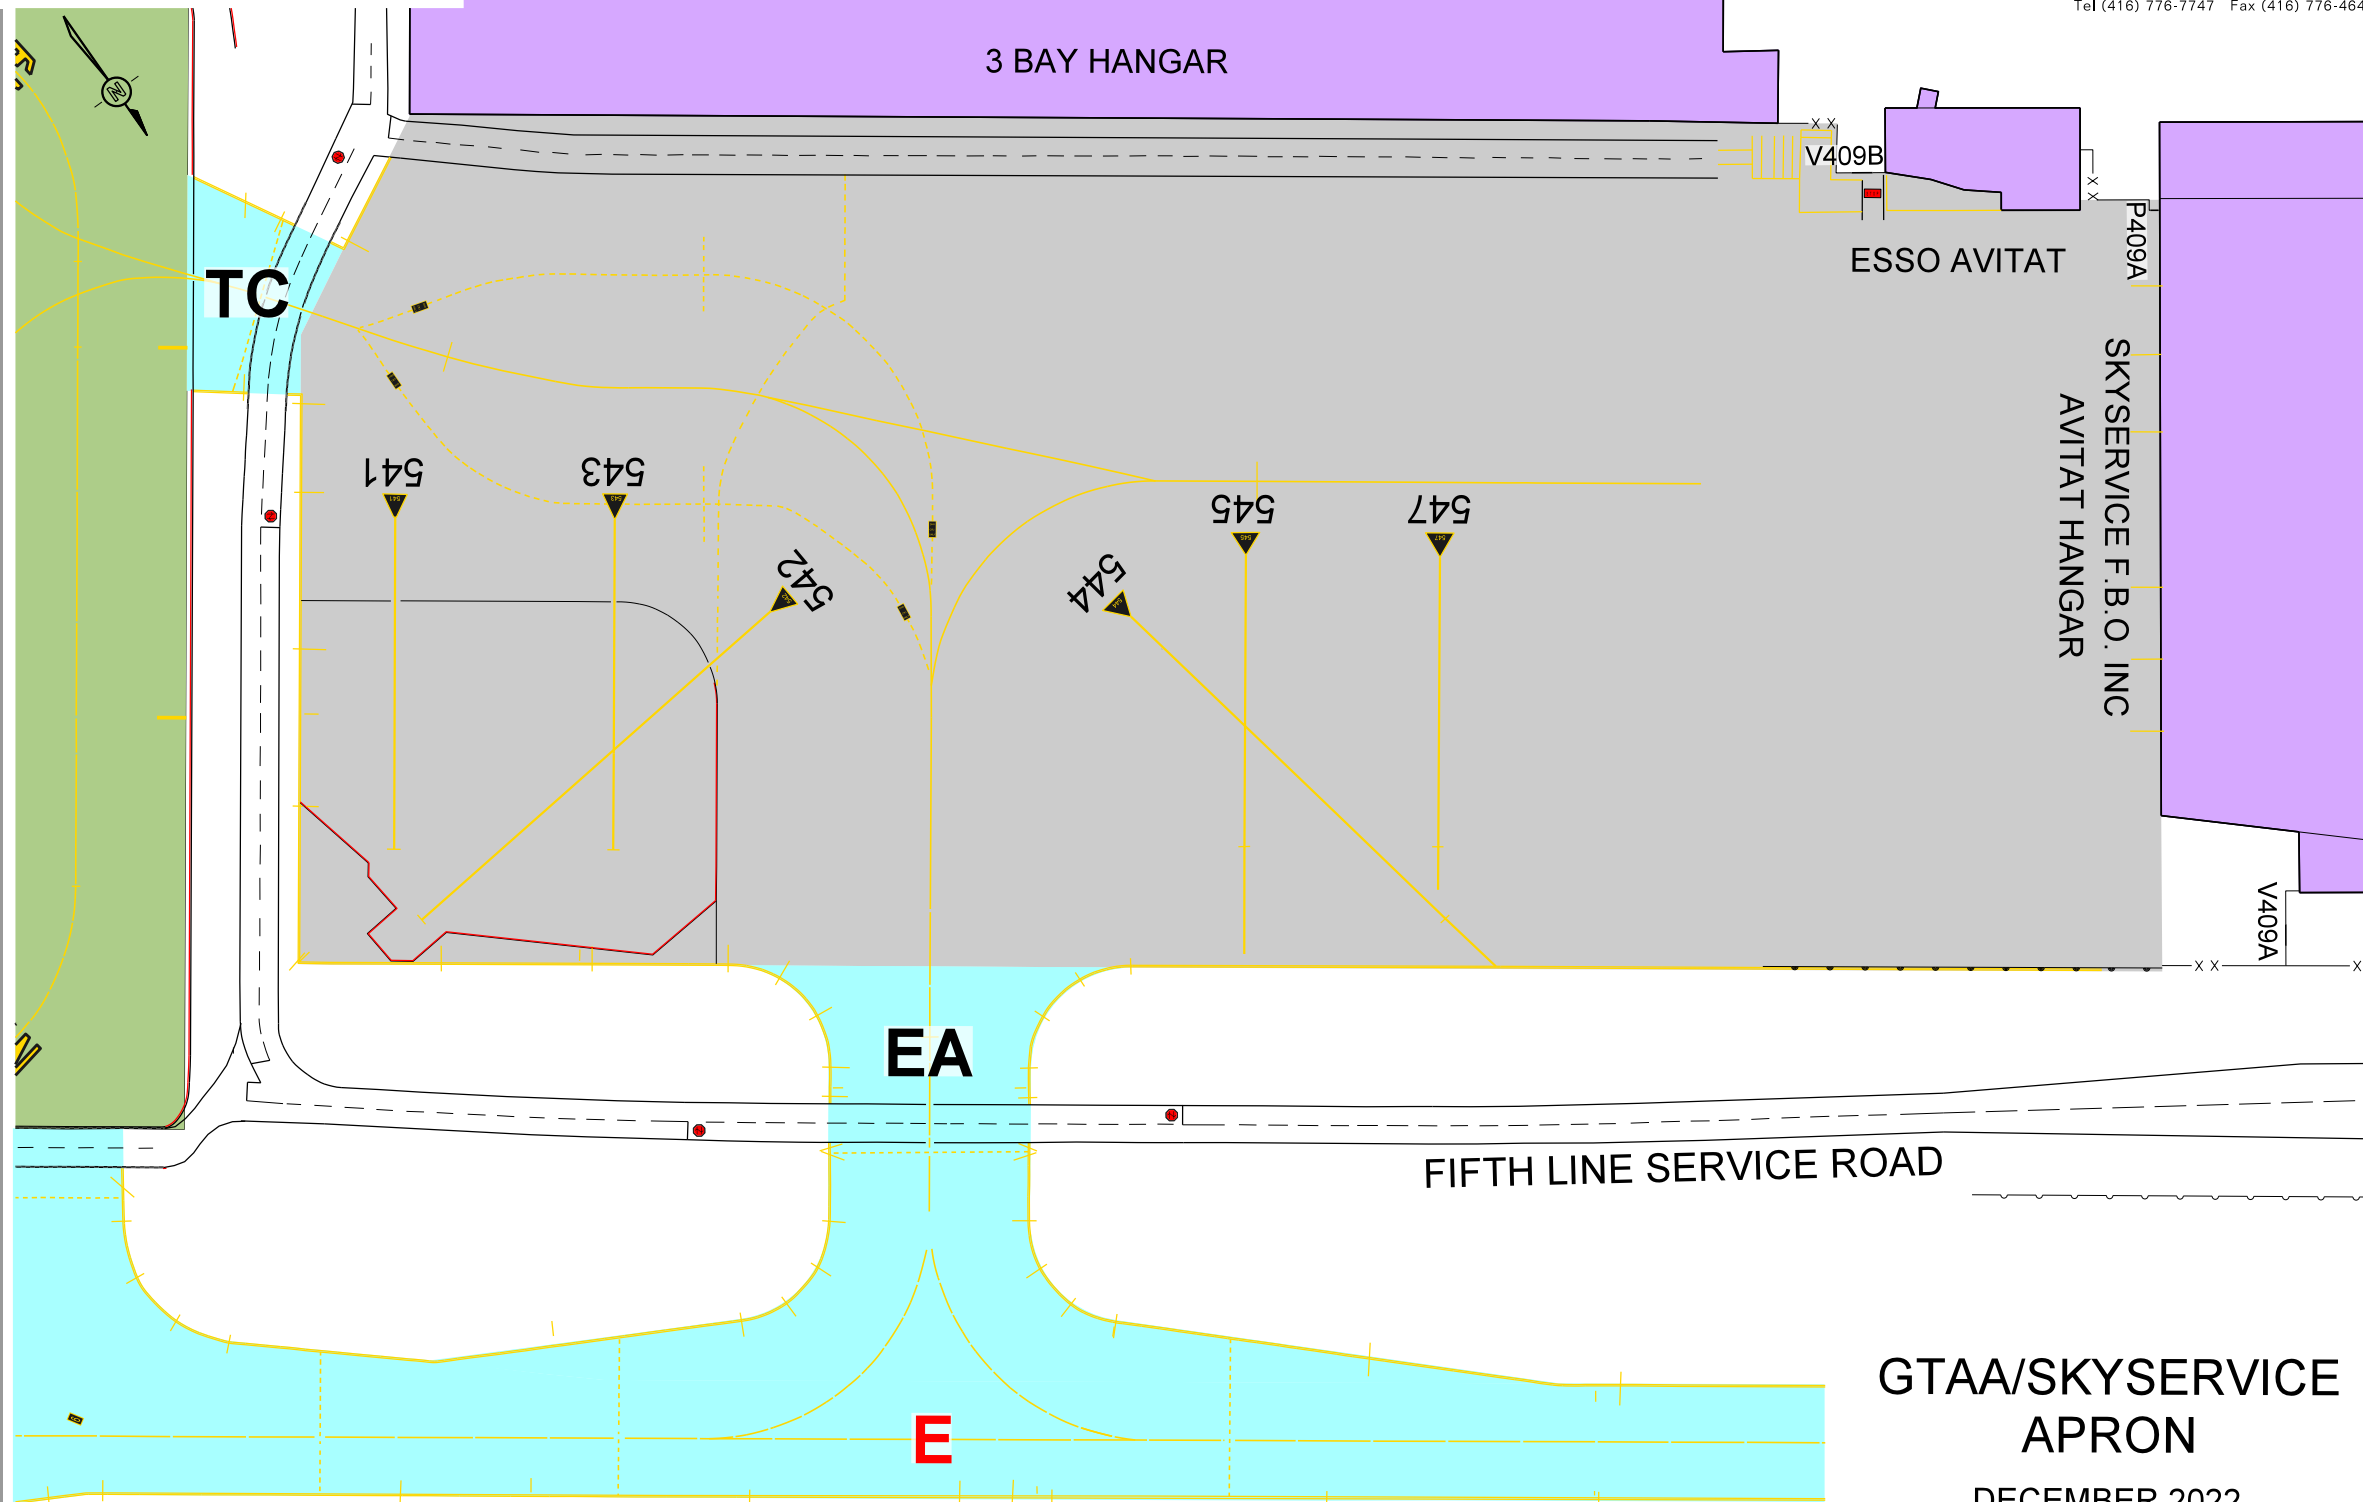 Tel (416) 776-7747 Fax (416) 776-464
3 BAY HANGAR
N
V409B
P409A
ESSO AVITAT
TC
SKYSERVICE F.B.O. INC
AVITAT HANGAR
541
543
542
544
545
547
V409A
EA
FIFTH LINE SERVICE ROAD
E
GTAA/SKYSERVICE
APRON
DECEMBER 2022